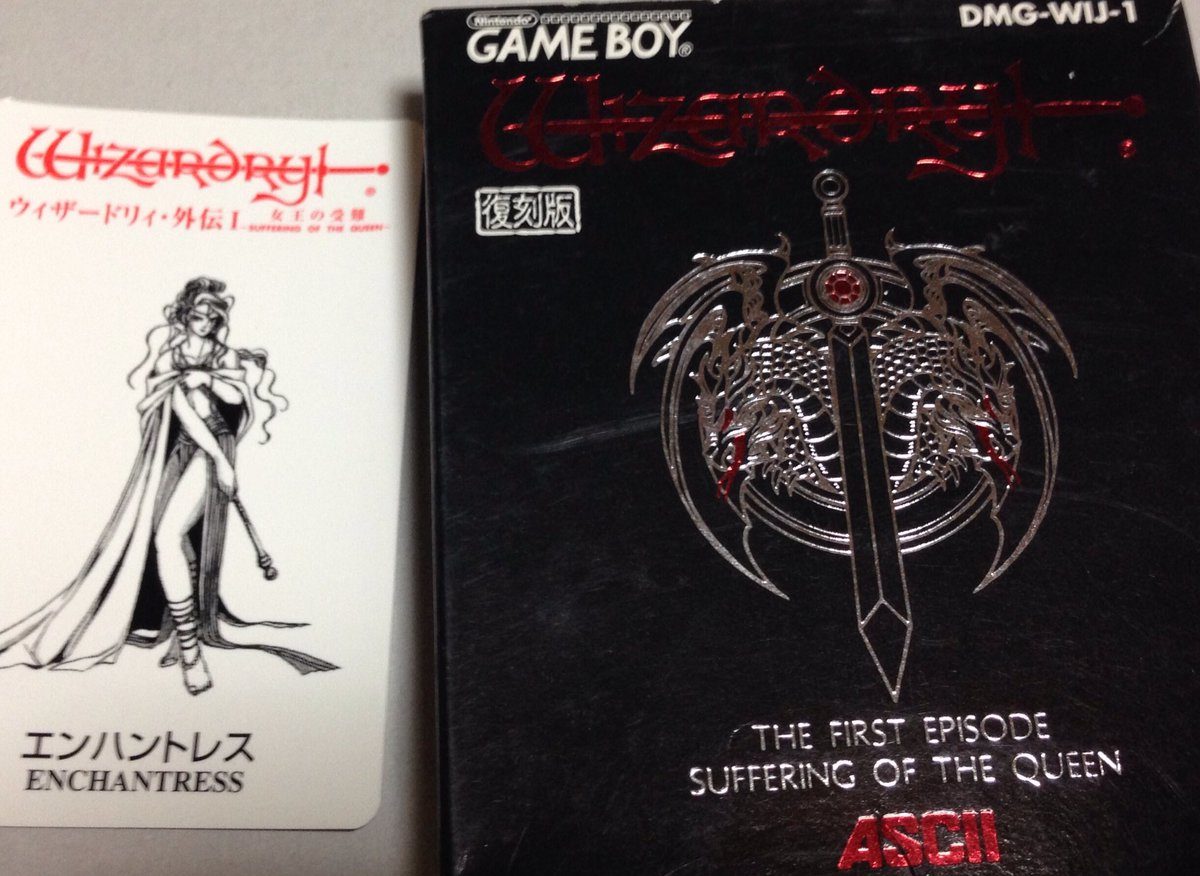 Wizardry
ウィザードリィ・外伝 I 女王の受難
SUFFERING OF THE QUEEN
エンハントレス
ENCHANTRESS
Nintendo
GAME BOY
DMG-WIJ-1
Wizardry
復刻版
THE FIRST EPISODE
SUFFERING OF THE QUEEN
ASCII